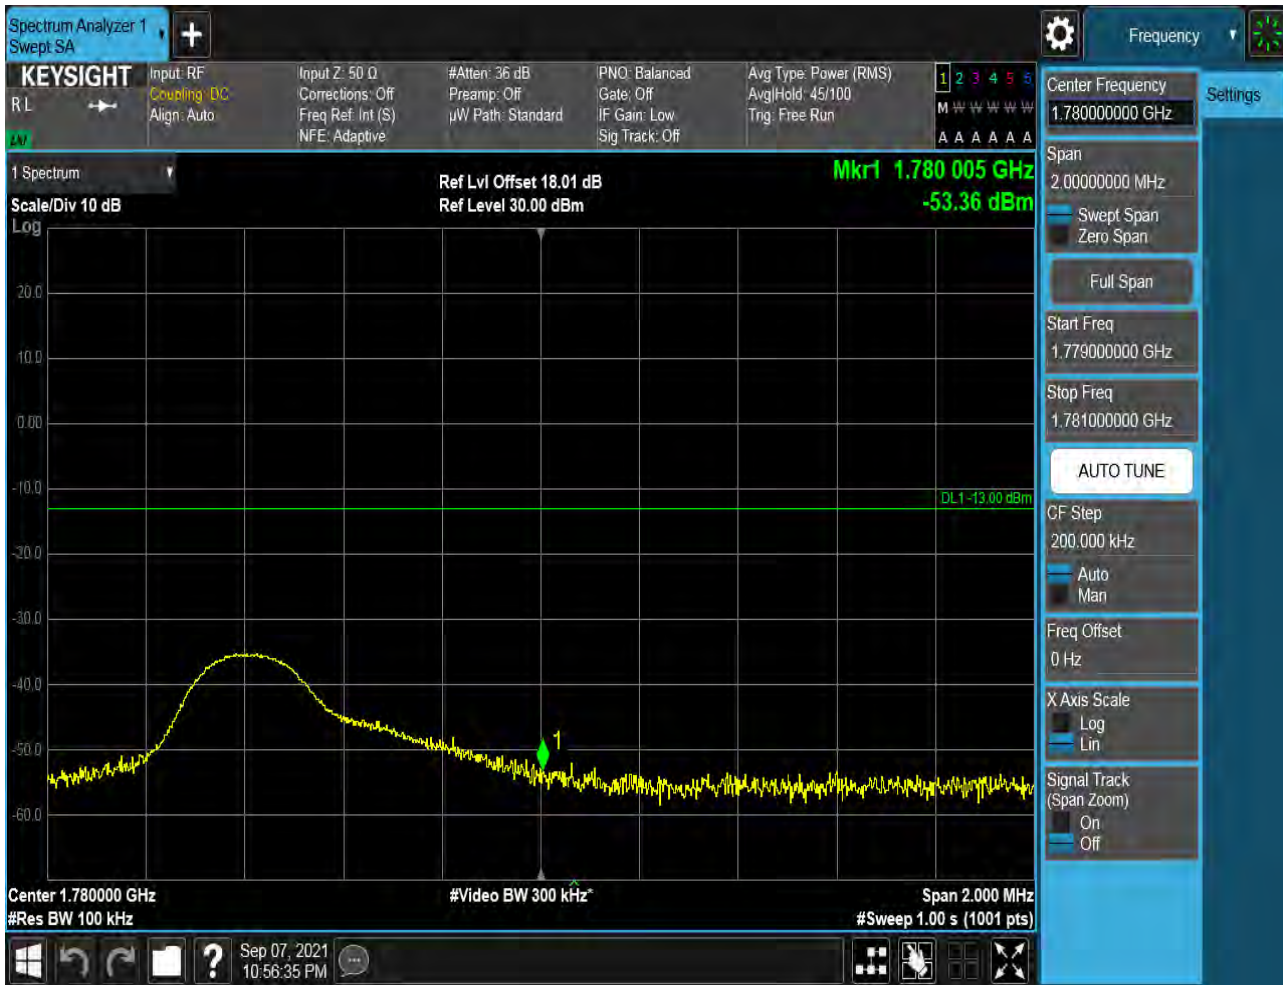 Spectrum Analyzer 1
Swept SA
Frequency
KEYSIGHT
R L
Input: RF
Coupling: DC
Align: Auto
Input Z: 50 Ω
Corrections: Off
Freq Ref: Int (S)
NFE: Adaptive
#Atten: 36 dB
Preamp: Off
µW Path: Standard
PNO: Balanced
Gate: Off
IF Gain: Low
Sig Track: Off
Avg Type: Power (RMS)
Avg|Hold: 45/100
Trig: Free Run
1 2 3 4 5 6
M W W W W W
A A A A A A
1 Spectrum
Scale/Div 10 dB
Log
Ref Lvl Offset 18.01 dB
Ref Level 30.00 dBm
Mkr1 1.780 005 GHz
-53.36 dBm
20.0
10.0
0.00
-10.0
-20.0
-30.0
-40.0
-50.0
-60.0
DL1 -13.00 dBm
1
Center 1.780000 GHz
#Res BW 100 kHz
#Video BW 300 kHz*
Span 2.000 MHz
#Sweep 1.00 s (1001 pts)
Center Frequency
1.780000000 GHz
Settings
Span
2.00000000 MHz
Swept Span
Zero Span
Full Span
Start Freq
1.779000000 GHz
Stop Freq
1.781000000 GHz
AUTO TUNE
CF Step
200.000 kHz
Auto
Man
Freq Offset
0 Hz
X Axis Scale
Log
Lin
Signal Track
(Span Zoom)
On
Off
?
Sep 07, 2021
10:56:35 PM